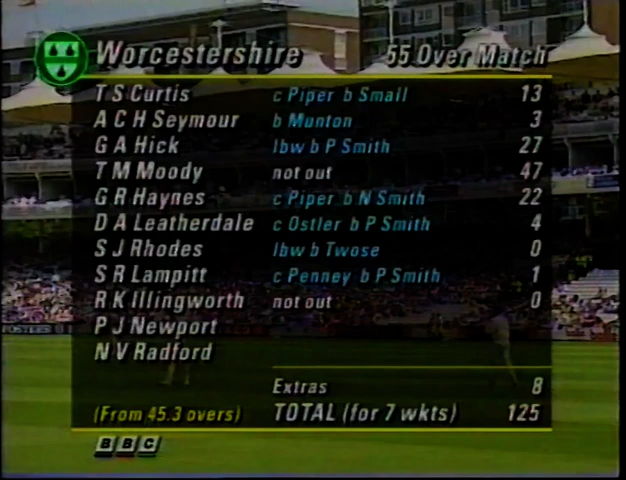 Worcestershire 55 Over Match
T S Curtis c Piper b Small 13
A C H Seymour b Munton 3
G A Hick lbw b P Smith 27
T M Moody not out 47
G R Haynes c Piper b N Smith 22
D A Leatherdale c Ostler b P Smith 4
S J Rhodes lbw b Twose 0
S R Lampitt c Penney b P Smith 1
R K Illingworth not out 0
P J Newport
N V Radford
Extras 8
(From 45.3 overs) TOTAL (for 7 wkts) 125
BBC